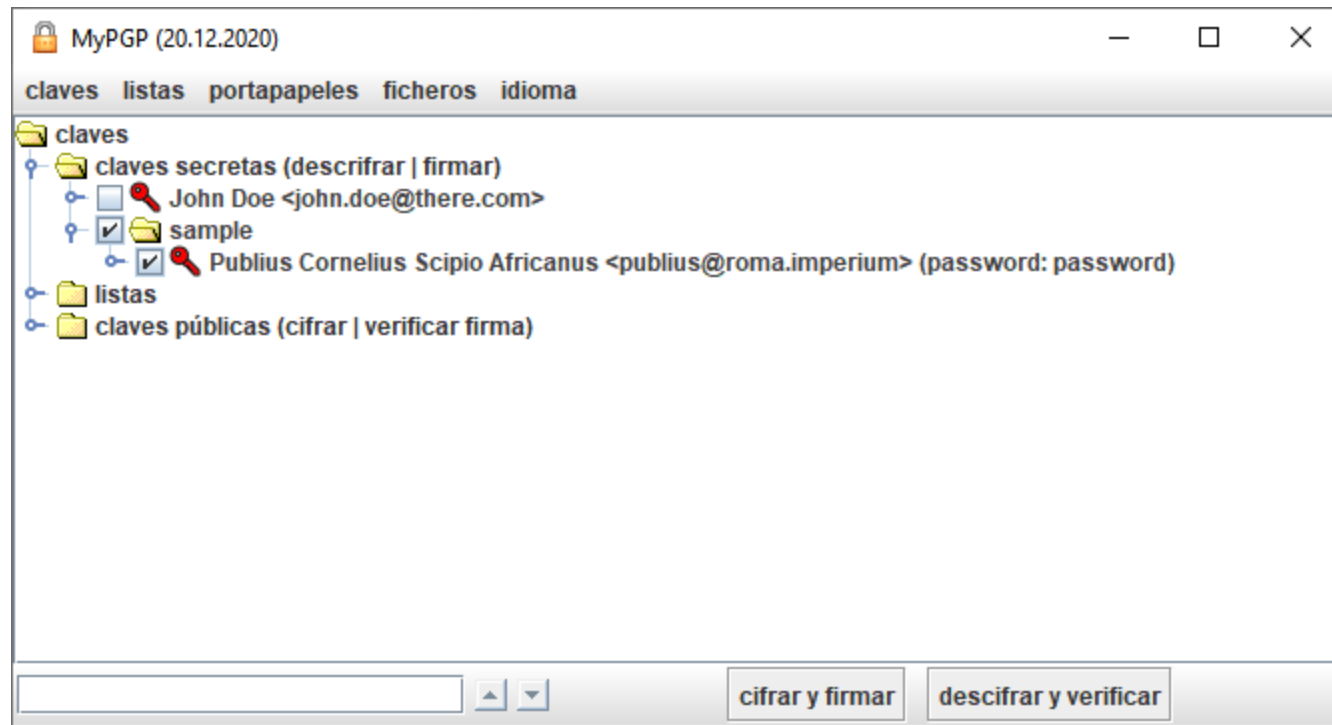 MyPGP (20.12.2020)
claves listas portapapeles ficheros idioma
claves
claves secretas (descrifrar | firmar)
John Doe <john.doe@there.com>
sample
Publius Cornelius Scipio Africanus <publius@roma.imperium> (password: password)
listas
claves públicas (cifrar | verificar firma)
cifrar y firmar descifrar y verificar